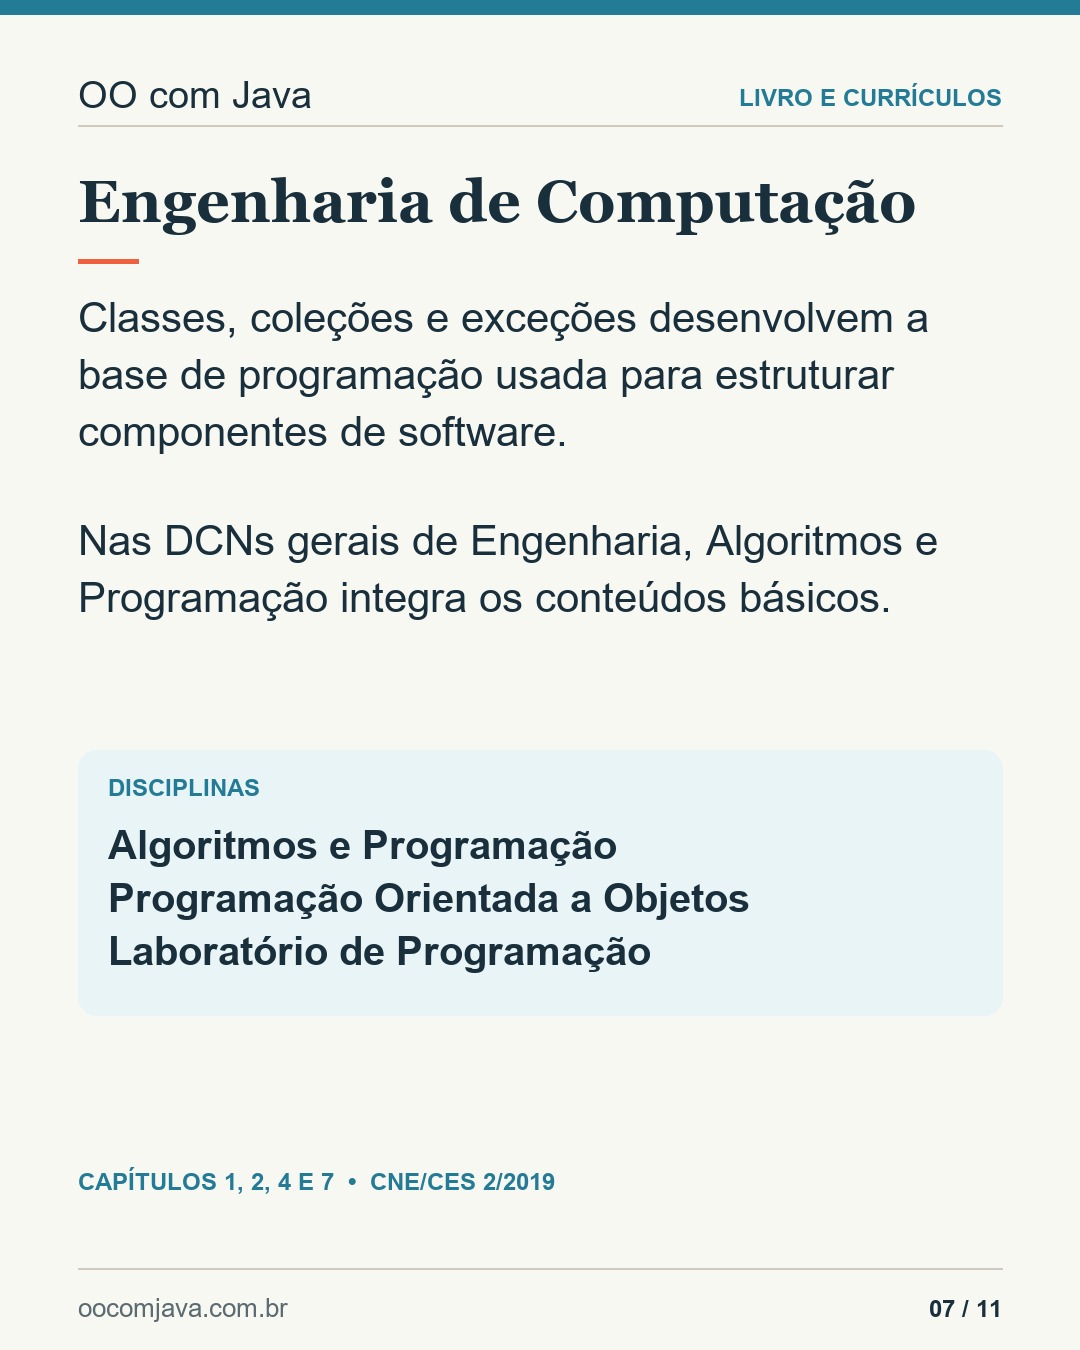 OO com Java
LIVRO E CURRÍCULOS
Engenharia de Computação
Classes, coleções e exceções desenvolvem a
base de programação usada para estruturar
componentes de software.
Nas DCNs gerais de Engenharia, Algoritmos e
Programação integra os conteúdos básicos.
DISCIPLINAS
Algoritmos e Programação
Programação Orientada a Objetos
Laboratório de Programação
CAPÍTULOS 1, 2, 4 E 7 • CNE/CES 2/2019
oocomjava.com.br
07 / 11